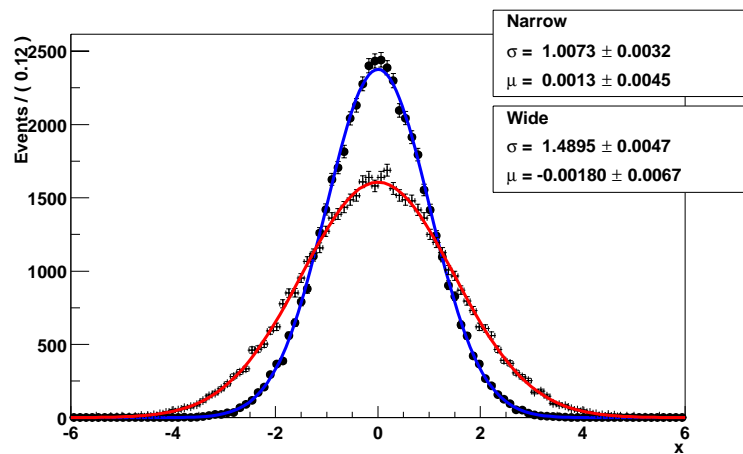 Narrow
σ = 1.0073 ± 0.0032
μ = 0.0013 ± 0.0045
Wide
σ = 1.4895 ± 0.0047
μ = -0.00180 ± 0.0067
Events / ( 0.12 )
2500
2000
1500
1000
500
0
-6 -4 -2 0 2 4 6
x